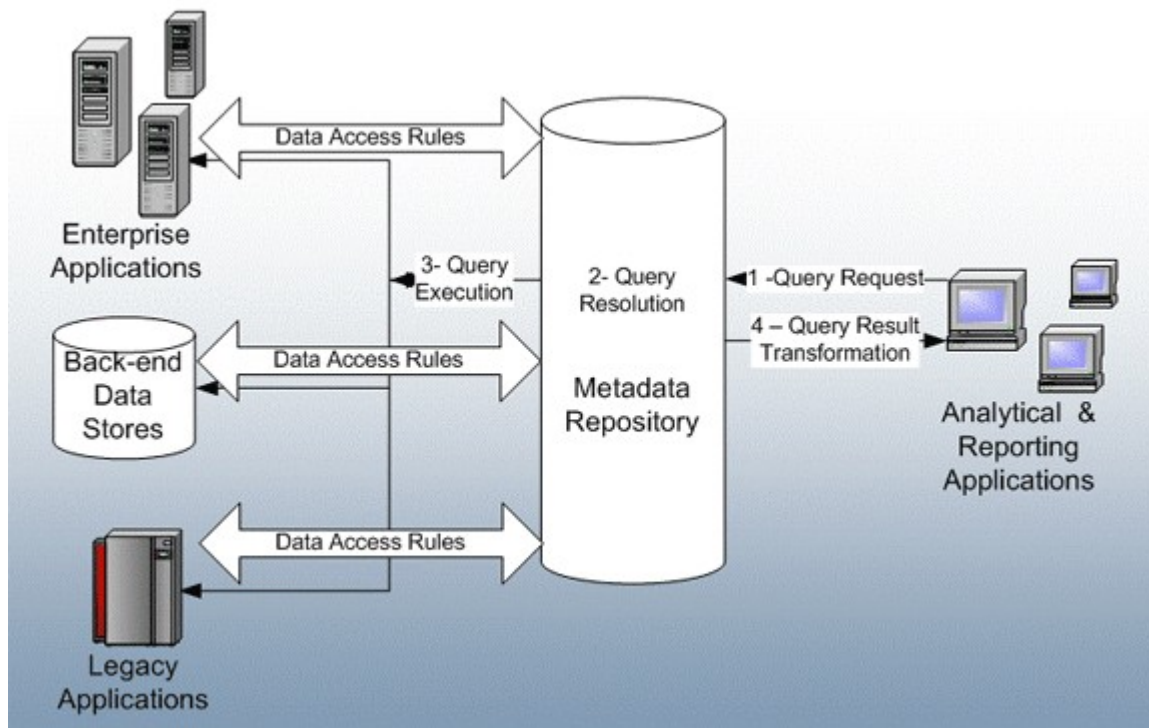 Data Access Rules
Enterprise
Applications
3- Query
Execution
2- Query
Resolution
1 -Query Request
4 – Query Result
Transformation
Back-end
Data
Stores
Data Access Rules
Metadata
Repository
Analytical &
Reporting
Applications
Data Access Rules
Legacy
Applications